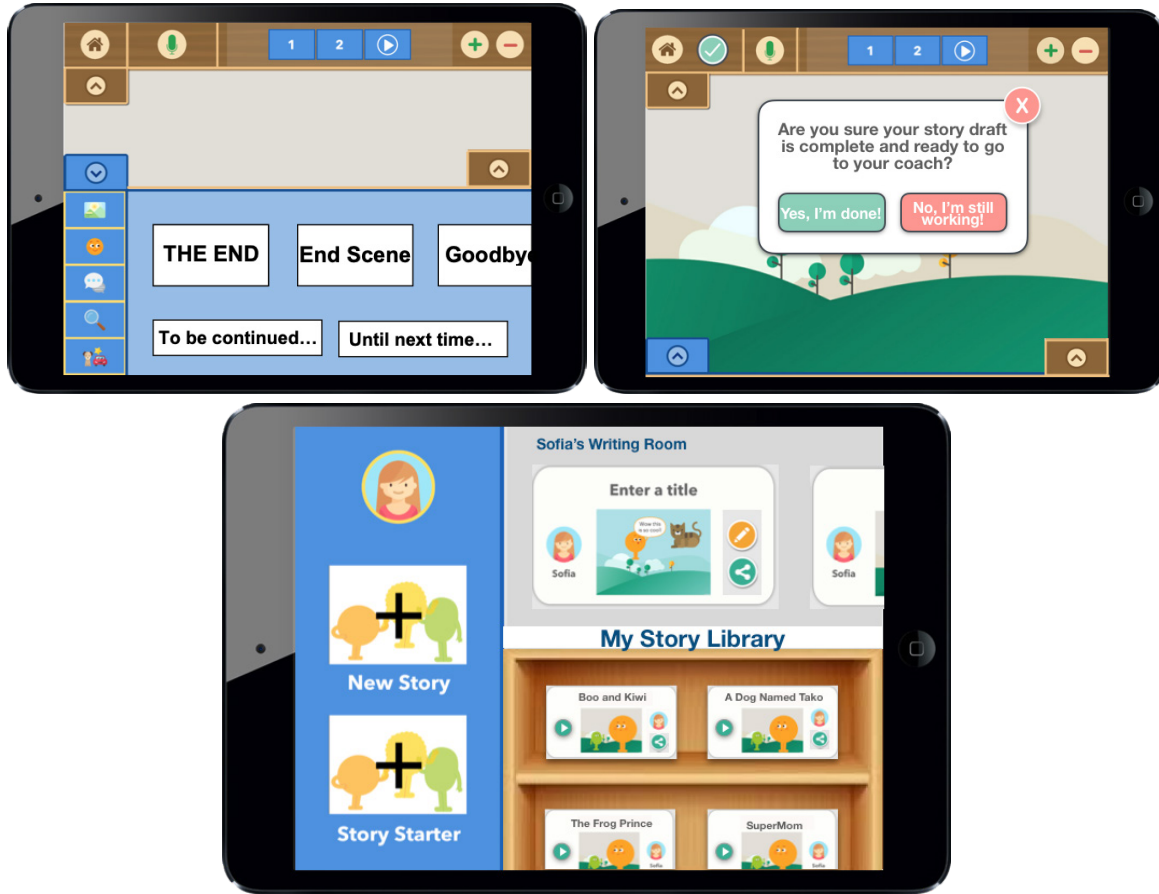 1 2
THE END End Scene Goodbye
To be continued... Until next time...
1 2
X
Are you sure your story draft
is complete and ready to go
to your coach?
Yes, I'm done!
No, I'm still
working!
Sofia's Writing Room
Enter a title
Wow this
is so cool!
Sofia
Sofia
New Story
Story Starter
My Story Library
Boo and Kiwi
A Dog Named Tako
The Frog Prince
SuperMom
Sofia
Sofia